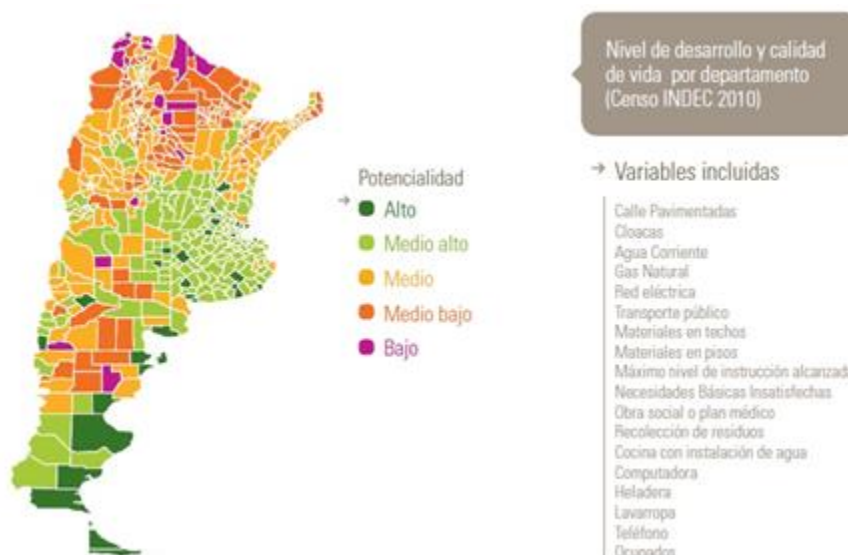 Nivel de desarrollo y calidad
de vida por departamento
(Censo INDEC 2010)
Potencialidad
Alto
Medio alto
Medio
Medio bajo
Bajo
Variables incluidas
Calle Pavimentadas
Cloacas
Agua Corriente
Gas Natural
Red eléctrica
Transporte público
Materiales en techos
Materiales en pisos
Máximo nivel de instrucción alcanzad
Necesidades Básicas Insatisfechas
Obra social o plan médico
Recolección de residuos
Cocina con instalación de agua
Computadora
Heladera
Lavarropa
Teléfono
Ocupados